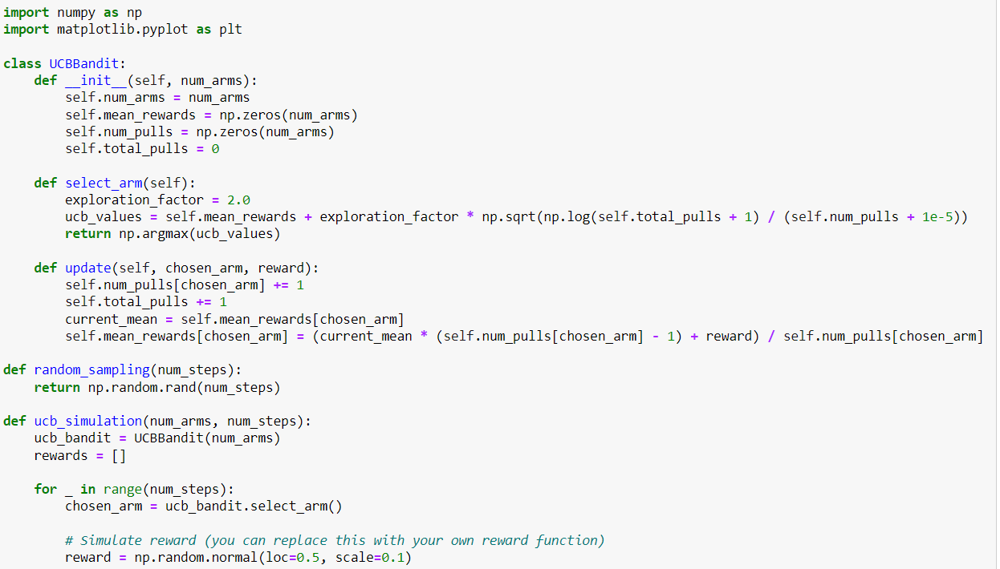 import numpy as np
import matplotlib.pyplot as plt

class UCBBandit:
    def __init__(self, num_arms):
        self.num_arms = num_arms
        self.mean_rewards = np.zeros(num_arms)
        self.num_pulls = np.zeros(num_arms)
        self.total_pulls = 0

    def select_arm(self):
        exploration_factor = 2.0
        ucb_values = self.mean_rewards + exploration_factor * np.sqrt(np.log(self.total_pulls + 1) / (self.num_pulls + 1e-5))
        return np.argmax(ucb_values)

    def update(self, chosen_arm, reward):
        self.num_pulls[chosen_arm] += 1
        self.total_pulls += 1
        current_mean = self.mean_rewards[chosen_arm]
        self.mean_rewards[chosen_arm] = (current_mean * (self.num_pulls[chosen_arm] - 1) + reward) / self.num_pulls[chosen_arm]

def random_sampling(num_steps):
    return np.random.rand(num_steps)

def ucb_simulation(num_arms, num_steps):
    ucb_bandit = UCBBandit(num_arms)
    rewards = []

    for _ in range(num_steps):
        chosen_arm = ucb_bandit.select_arm()

        # Simulate reward (you can replace this with your own reward function)
        reward = np.random.normal(loc=0.5, scale=0.1)